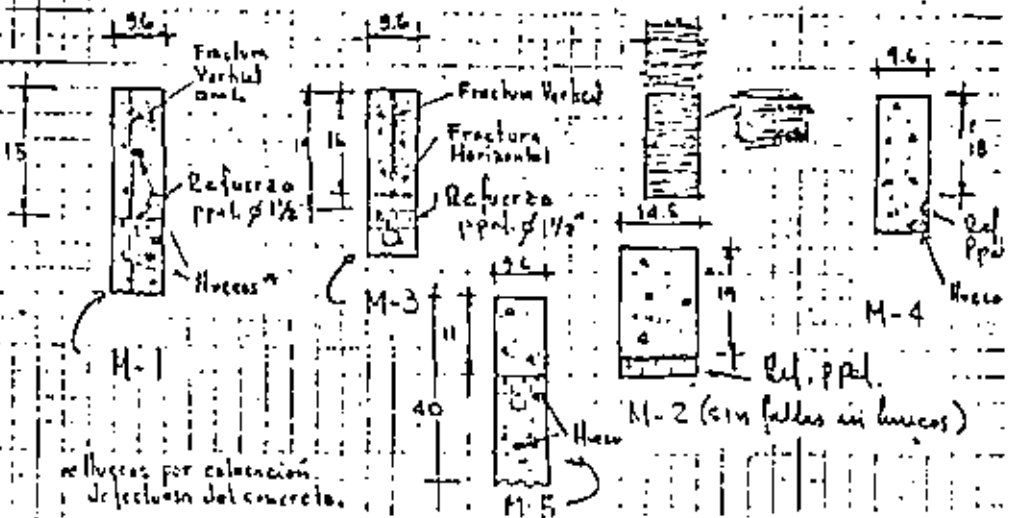 9.6
Fractura
Vertical
15
Refuerzo
ppal. ø 1½
Huecos *
M-1
9.6
Fractura Vertical
Fractura
Horizontal
16
Refuerzo
ppal. ø 1½"
M-3
9.6
11
40
Hueco
M-5
14.5
19
Ref. ppal.
M-2 (sin fallas ni huecos)
9.6
18
Ref.
Ppal
Hueco
M-4
* Huecos por colocación
defectuosa del concreto.